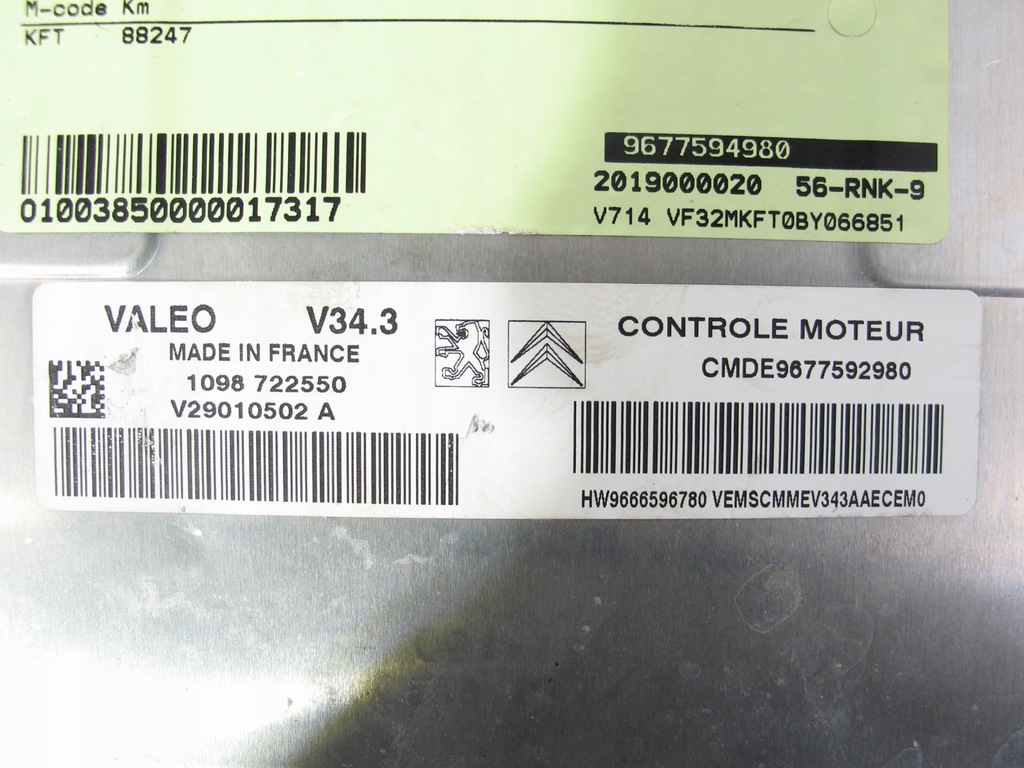 M-code Km
KFT 88247
01003850000017317
9677594980
2019000020 56-RNK-9
V714 VF32MKFT0BY066851
VALEO V34.3
MADE IN FRANCE
1098 722550
V29010502 A
CONTROLE MOTEUR
CMDE9677592980
HW9666596780 VEMSCMMEV343AAECEM0